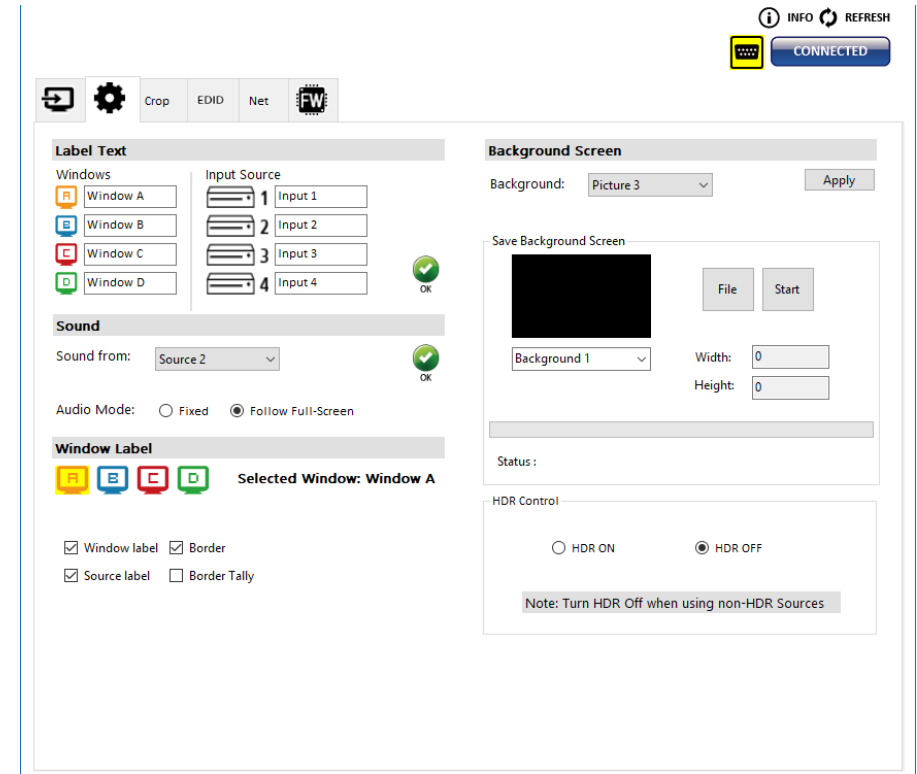 INFO REFRESH
CONNECTED
Crop EDID Net FW
Label Text
Windows Input Source
A Window A 1 Input 1
B Window B 2 Input 2
C Window C 3 Input 3
D Window D 4 Input 4
OK
Sound
Sound from: Source 2
OK
Audio Mode: Fixed Follow Full-Screen
Window Label
A B C D Selected Window: Window A
Window label Border
Source label Border Tally
Background Screen
Background: Picture 3 Apply
Save Background Screen
File Start
Background 1 Width: 0
Height: 0
Status :
HDR Control
HDR ON HDR OFF
Note: Turn HDR Off when using non-HDR Sources